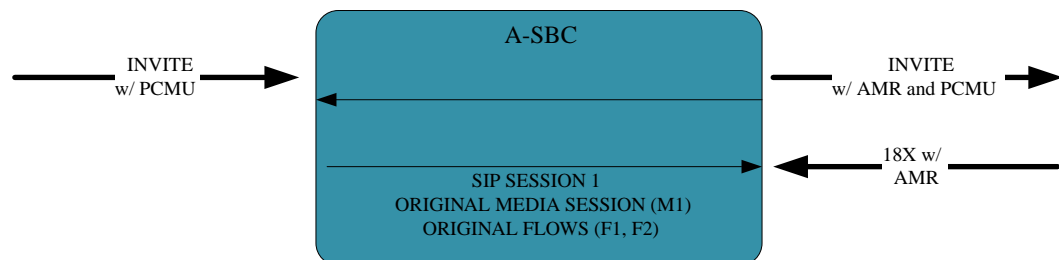 A-SBC
INVITE
w/ PCMU
INVITE
w/ AMR and PCMU
18X w/
AMR
SIP SESSION 1
ORIGINAL MEDIA SESSION (M1)
ORIGINAL FLOWS (F1, F2)